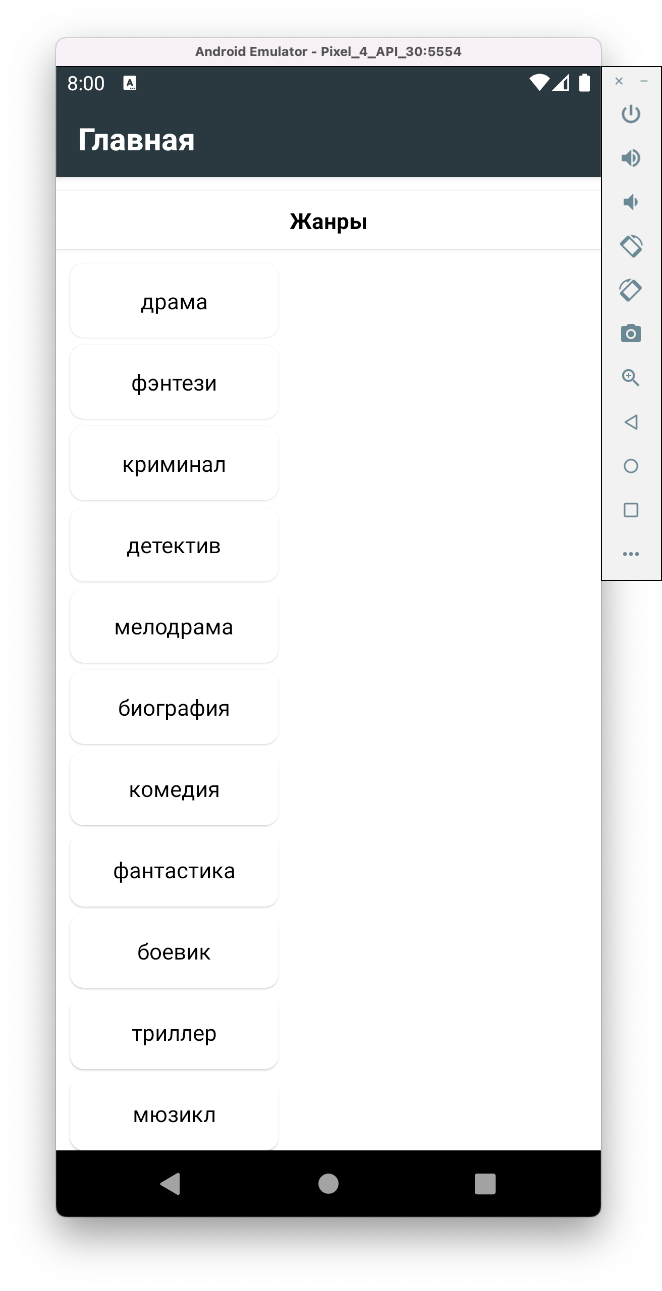 Android Emulator - Pixel_4_API_30:5554
8:00
Главная
Жанры
драма
фэнтези
криминал
детектив
мелодрама
биография
комедия
фантастика
боевик
триллер
мюзикл